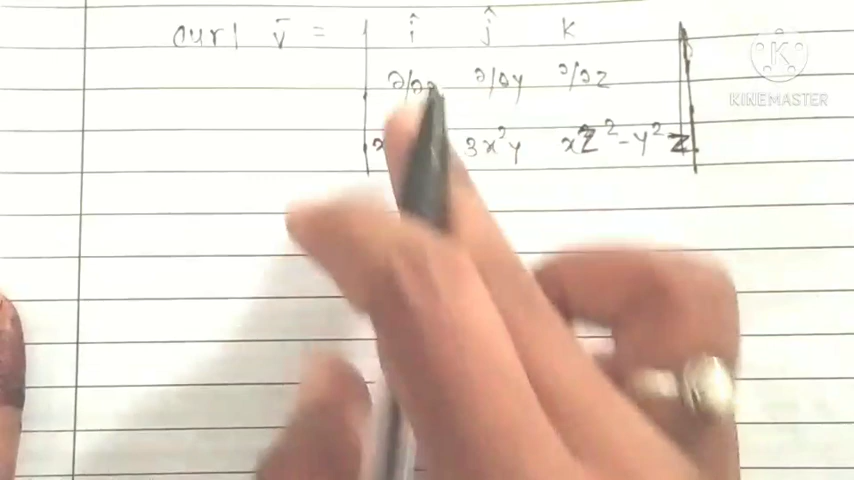 curl v̄ = | î ĵ k |
∂/∂x ∂/∂y ∂/∂z
3x²y xz²-y²z
K
KINEMASTER